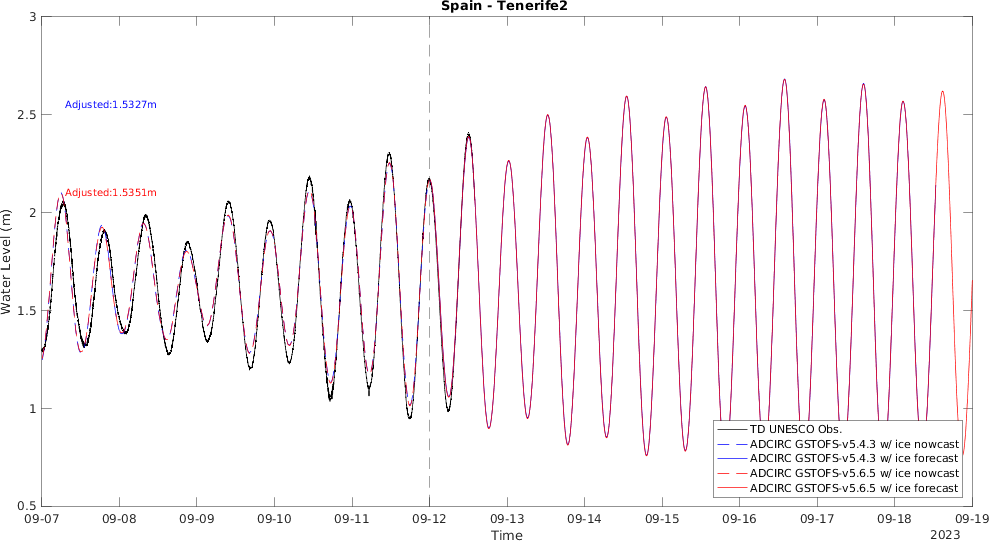 Spain - Tenerife2
3
2.5
2
1.5
1
0.5
Water Level (m)
Adjusted:1.5327m
Adjusted:1.5351m
TD UNESCO Obs.
ADCIRC GSTOFS-v5.4.3 w/ ice nowcast
ADCIRC GSTOFS-v5.4.3 w/ ice forecast
ADCIRC GSTOFS-v5.6.5 w/ ice nowcast
ADCIRC GSTOFS-v5.6.5 w/ ice forecast
09-07 09-08 09-09 09-10 09-11 09-12 09-13 09-14 09-15 09-16 09-17 09-18 09-19
Time
2023